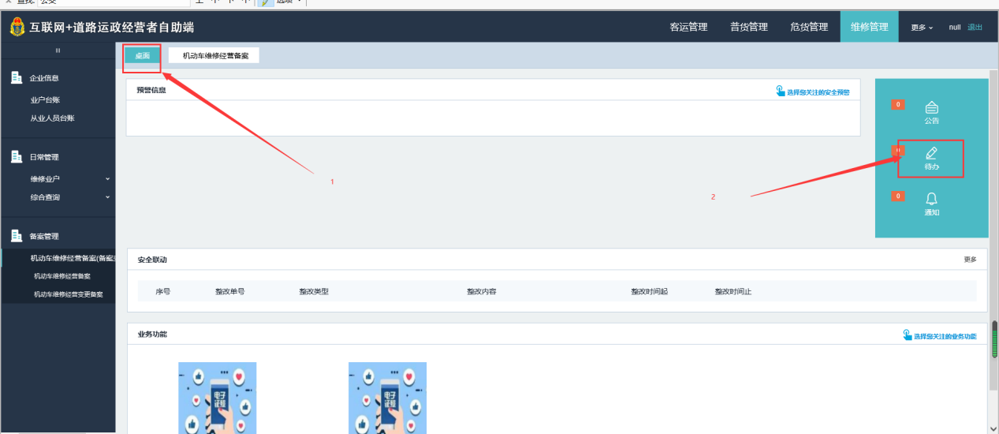 查找: 公交
选项
互联网+道路运政经营者自助端
客运管理 普货管理 危货管理 维修管理 更多 null 退出
桌面 机动车维修经营备案
企业信息
业户台账
从业人员台账
日常管理
维修业户
综合查询
备案管理
机动车维修经营备案(备案
机动车维修经营备案
机动车维修经营变更备案
预警信息 选择您关注的安全预警
0
公告
0
待办
0
通知
1
2
安全联动 更多
序号 整改单号 整改类型 整改内容 整改时间起 整改时间止
业务功能 选择您关注的业务功能
电子证照 电子证照